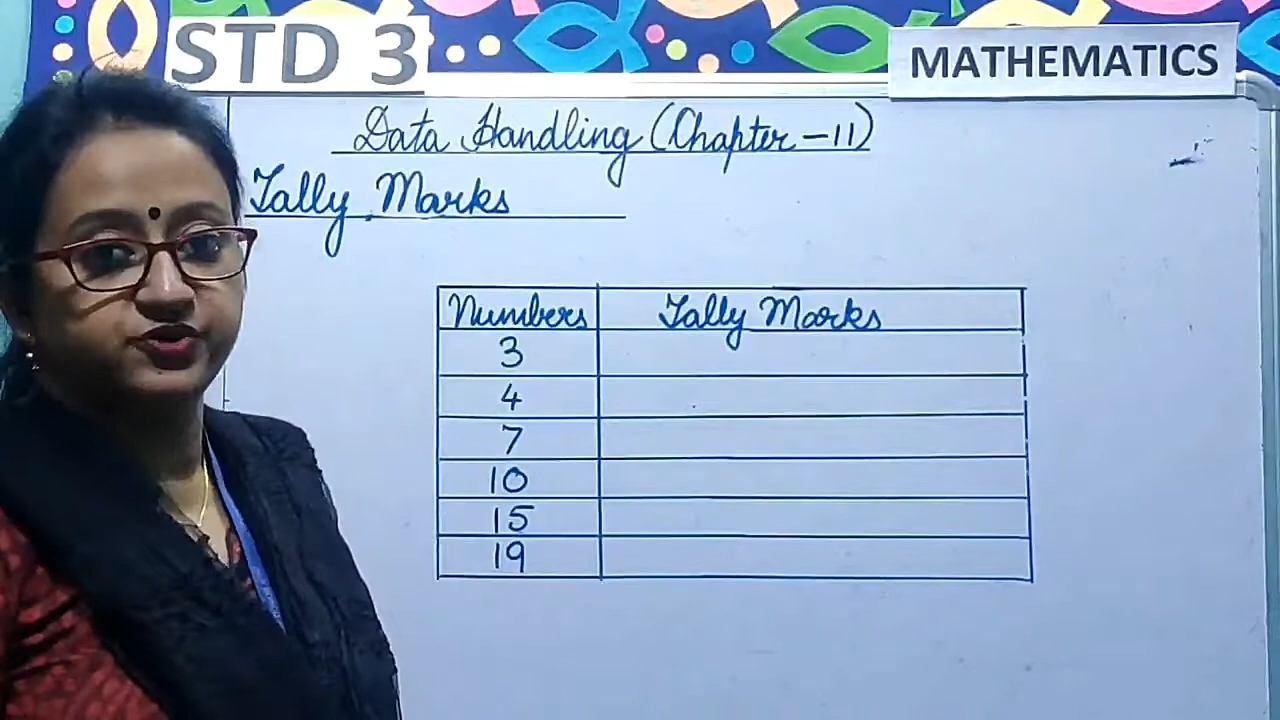 STD 3
MATHEMATICS
Data Handling (Chapter - 11)
Tally Marks
Numbers Tally Marks
3
4
7
10
15
19